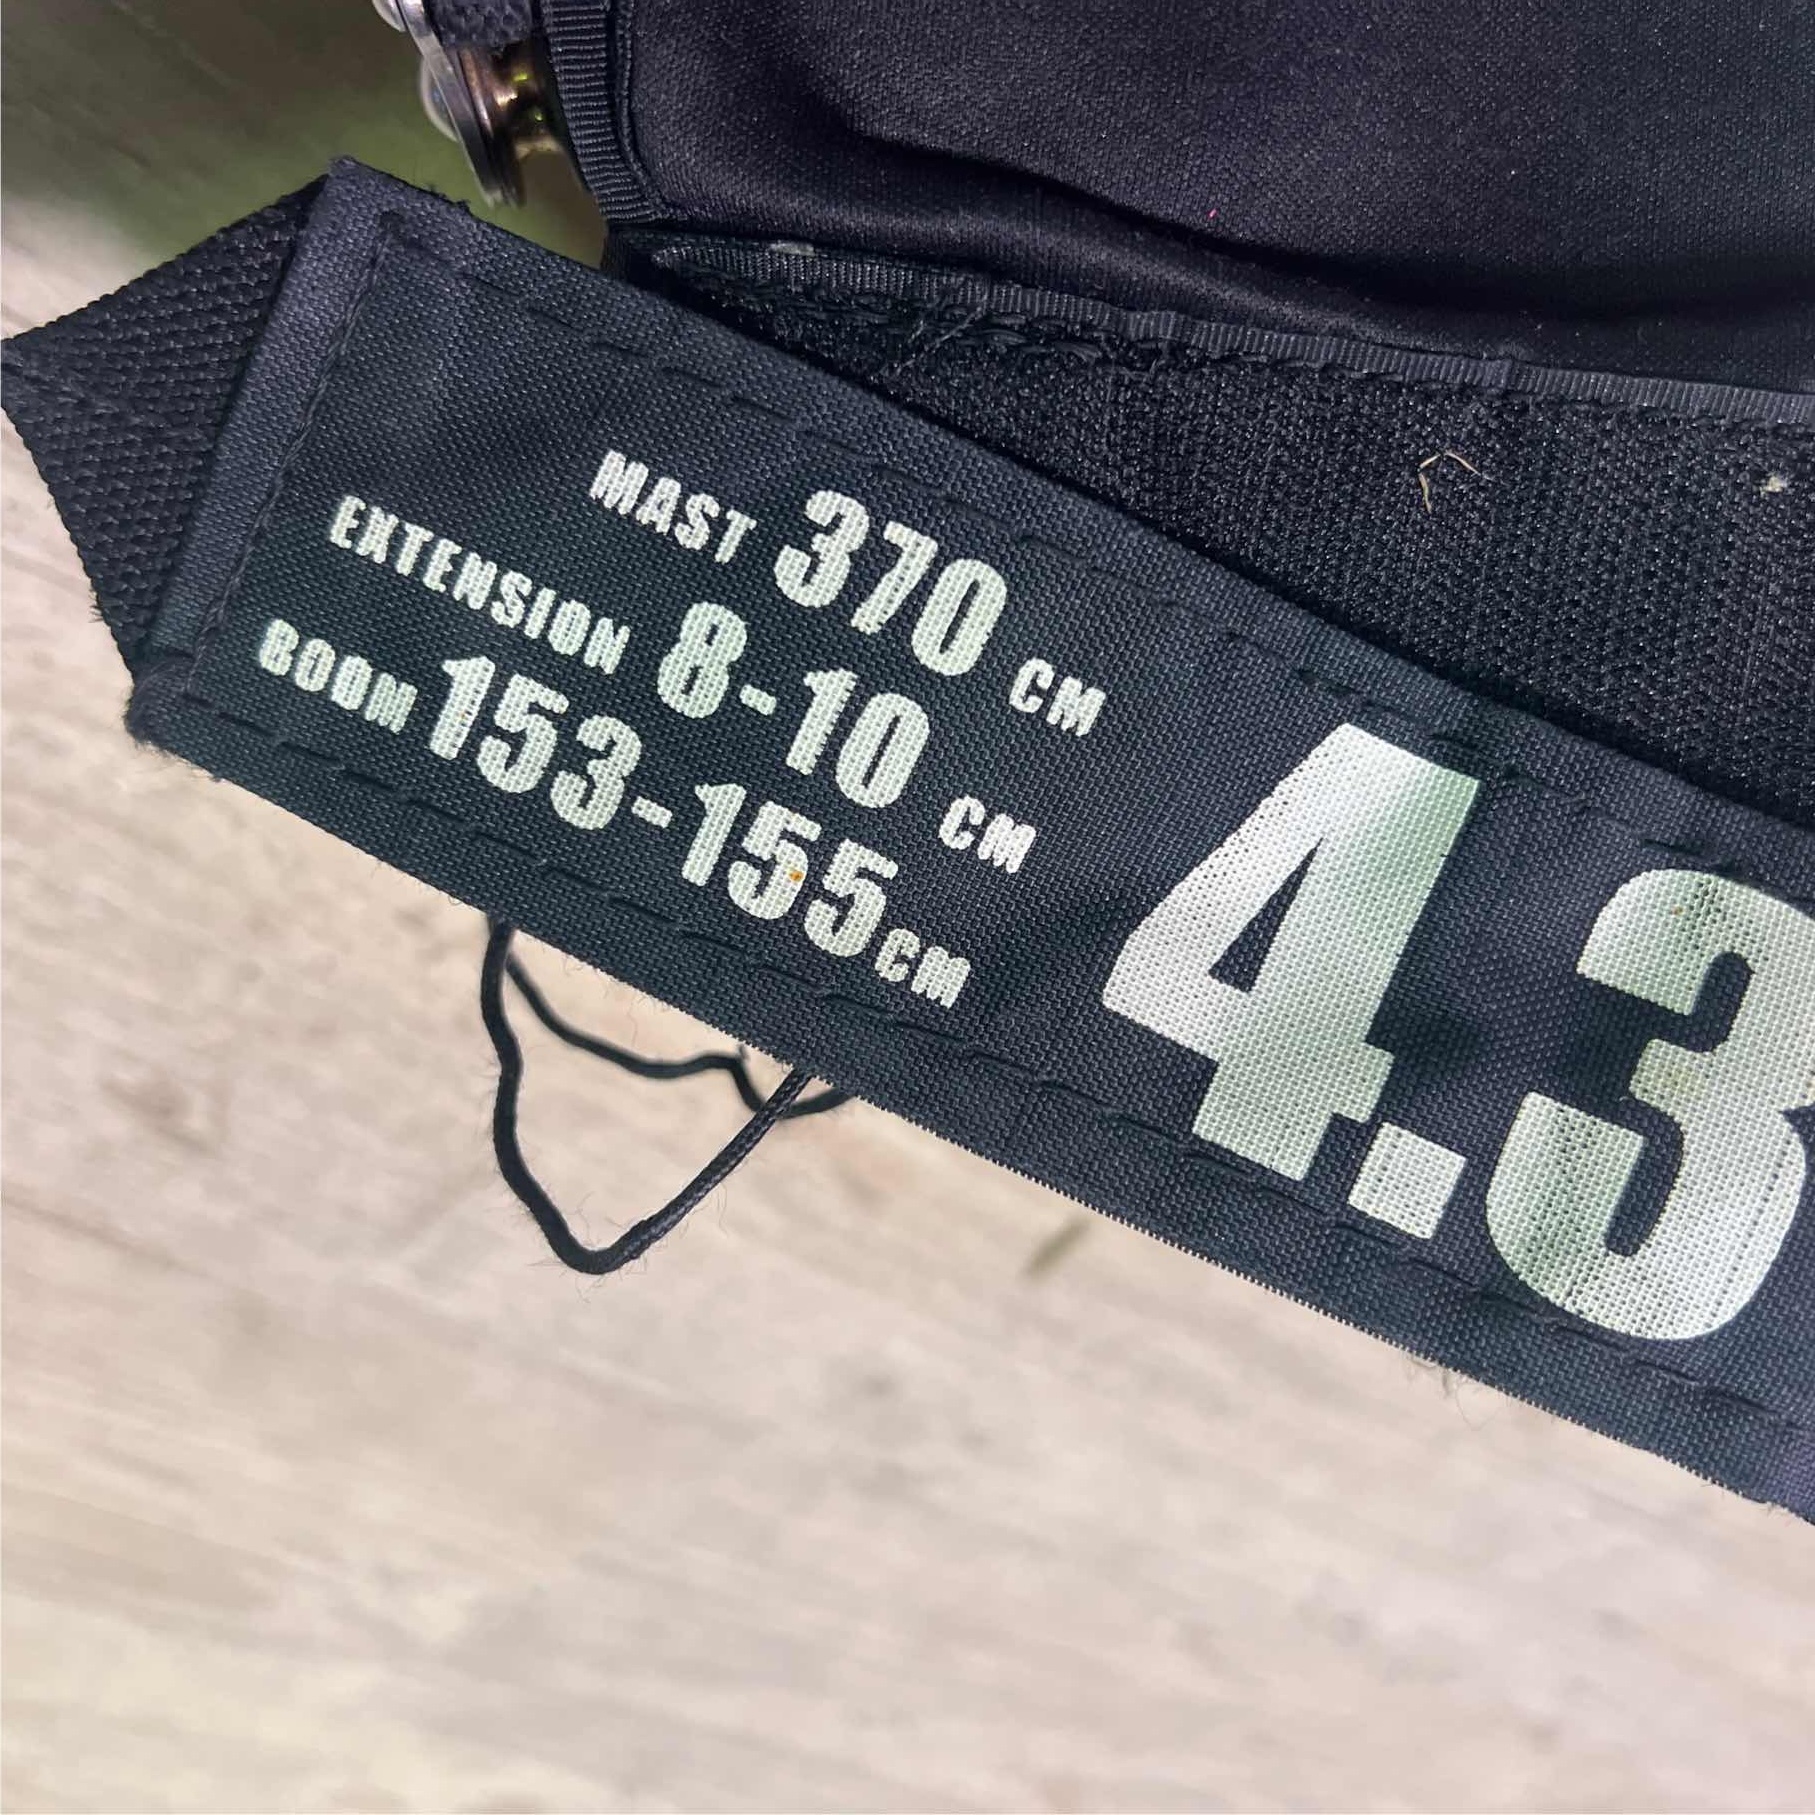 MAST 370 CM
EXTENSION 8-10 CM
BOOM 153-155 CM
4.3